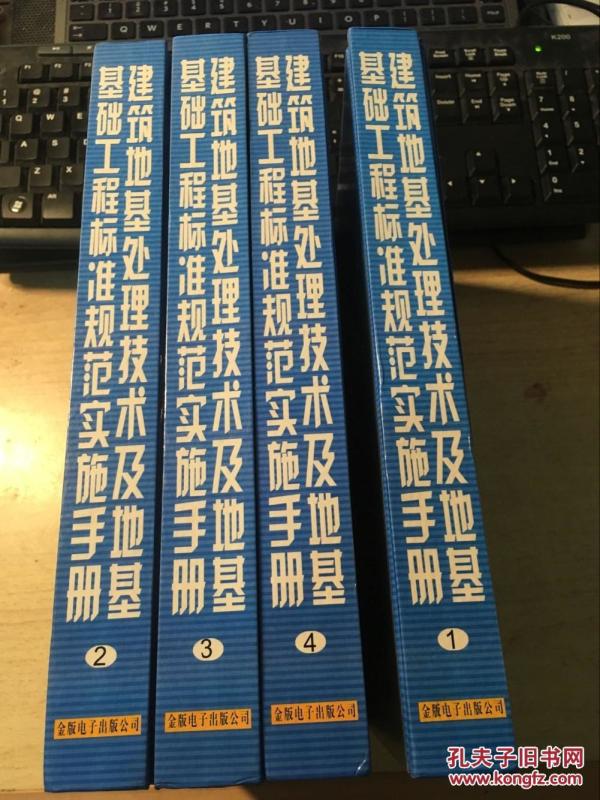 K200
建筑地基处理技术及地基
基础工程标准规范实施手册
2
金版电子出版公司
建筑地基处理技术及地基
基础工程标准规范实施手册
3
金版电子出版公司
建筑地基处理技术及地基
基础工程标准规范实施手册
4
金版电子出版公司
建筑地基处理技术及地基
基础工程标准规范实施手册
1
金版电子出版公司
孔夫子旧书网
www.kongfz.com